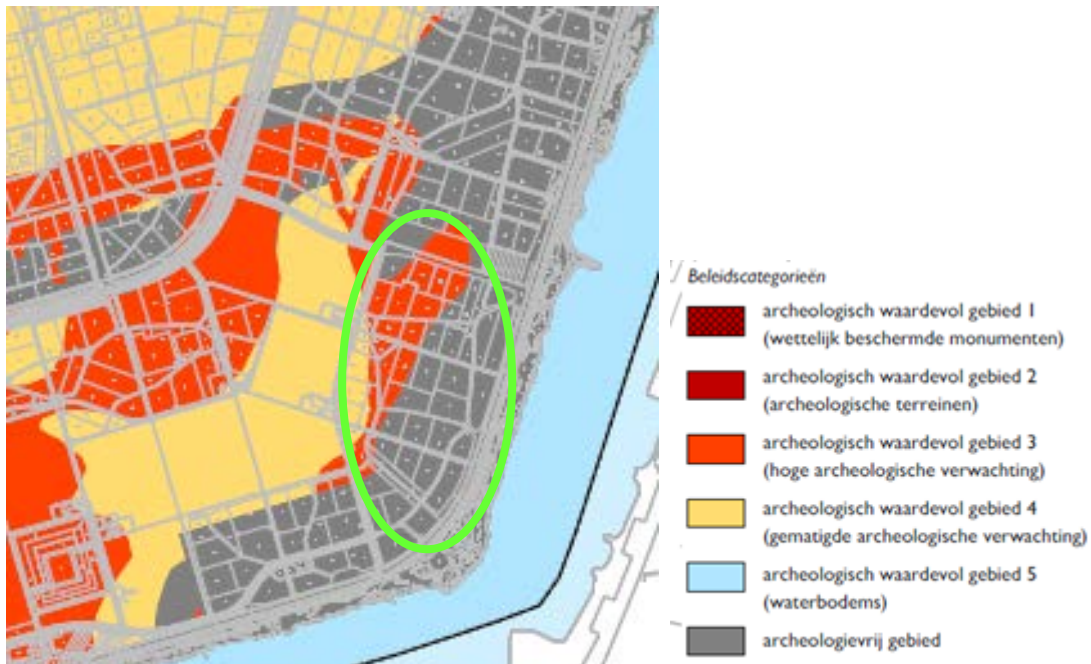 Beleidscategorieën
archeologisch waardevol gebied 1
(wettelijk beschermde monumenten)
archeologisch waardevol gebied 2
(archeologische terreinen)
archeologisch waardevol gebied 3
(hoge archeologische verwachting)
archeologisch waardevol gebied 4
(gematigde archeologische verwachting)
archeologisch waardevol gebied 5
(waterbodems)
archeologievrij gebied